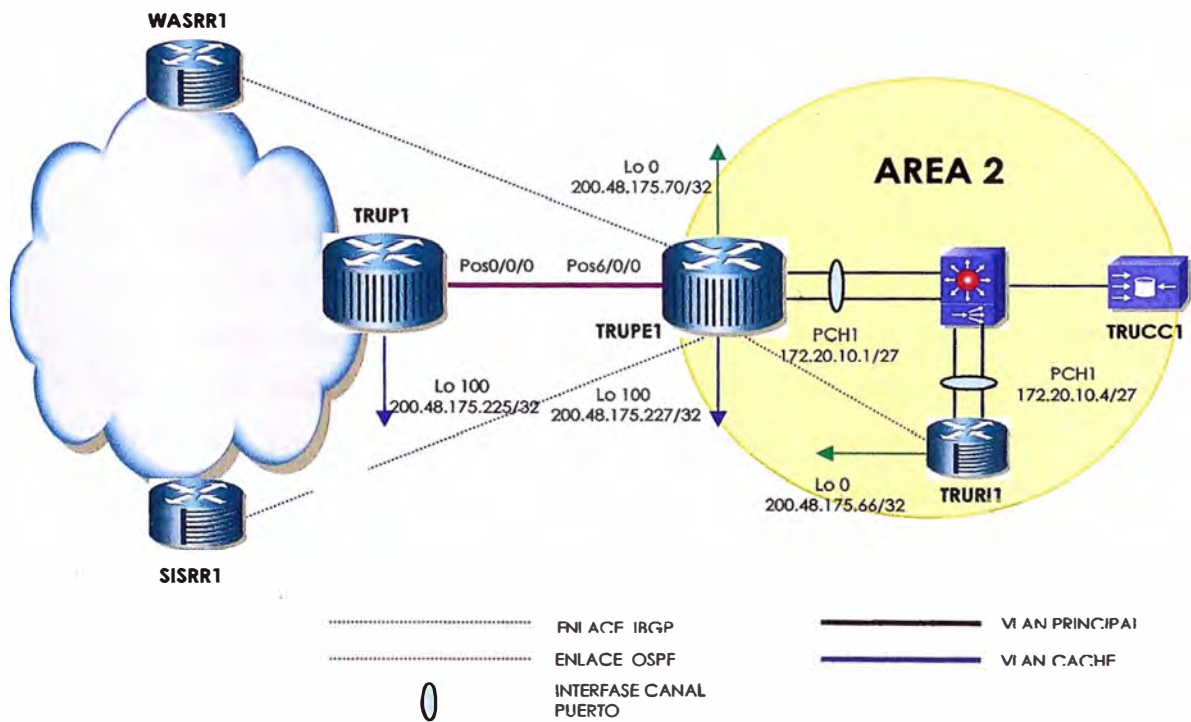 WASRR1
Lo 0
200.48.175.70/32
AREA 2
TRUP1
Pos0/0/0
Pos6/0/0
TRUPE1
TRUCC1
PCH1
172.20.10.1/27
PCH1
172.20.10.4/27
Lo 100
200.48.175.225/32
Lo 100
200.48.175.227/32
Lo 0
200.48.175.66/32
TRURI1
SISRR1
ENLACE IBGP
VLAN PRINCIPAL
ENLACE OSPF
VLAN CACHE
INTERFASE CANAL
PUERTO